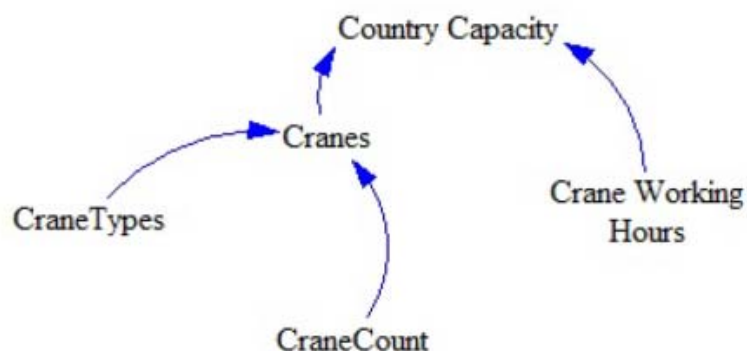 Country Capacity
Cranes
CraneTypes
Crane Working
Hours
CraneCount